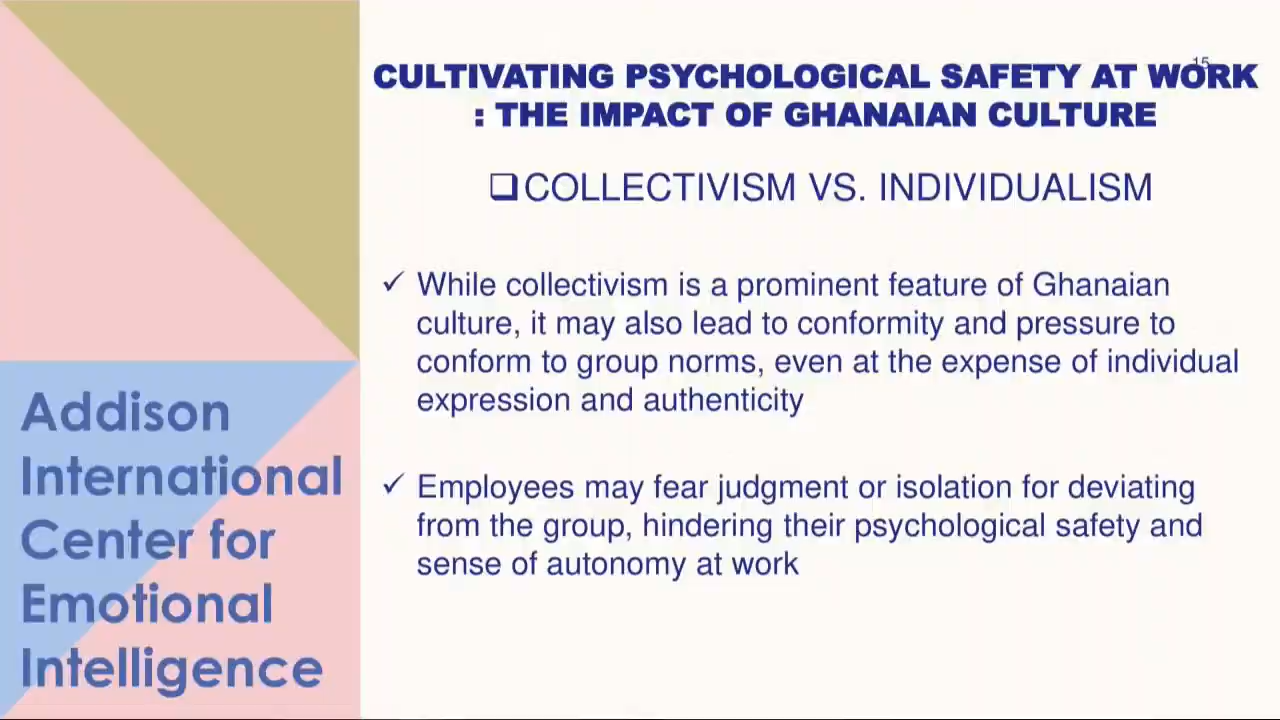 15
CULTIVATING PSYCHOLOGICAL SAFETY AT WORK
: THE IMPACT OF GHANAIAN CULTURE
❑COLLECTIVISM VS. INDIVIDUALISM
✓ While collectivism is a prominent feature of Ghanaian
culture, it may also lead to conformity and pressure to
conform to group norms, even at the expense of individual
expression and authenticity
✓ Employees may fear judgment or isolation for deviating
from the group, hindering their psychological safety and
sense of autonomy at work
Addison
International
Center for
Emotional
Intelligence